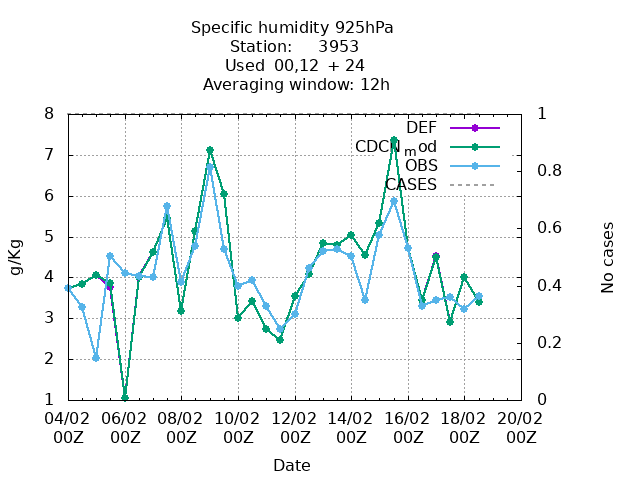 Specific humidity 925hPa
Station: 3953
Used 00,12 + 24
Averaging window: 12h
8 1
DEF
7 CDCN_mod
0.8 OBS
6 CASES
5 0.6
g/Kg No cases
4 0.4
3
2 0.2
1 0
04/02 06/02 08/02 10/02 12/02 14/02 16/02 18/02 20/02
00Z 00Z 00Z 00Z 00Z 00Z 00Z 00Z 00Z
Date